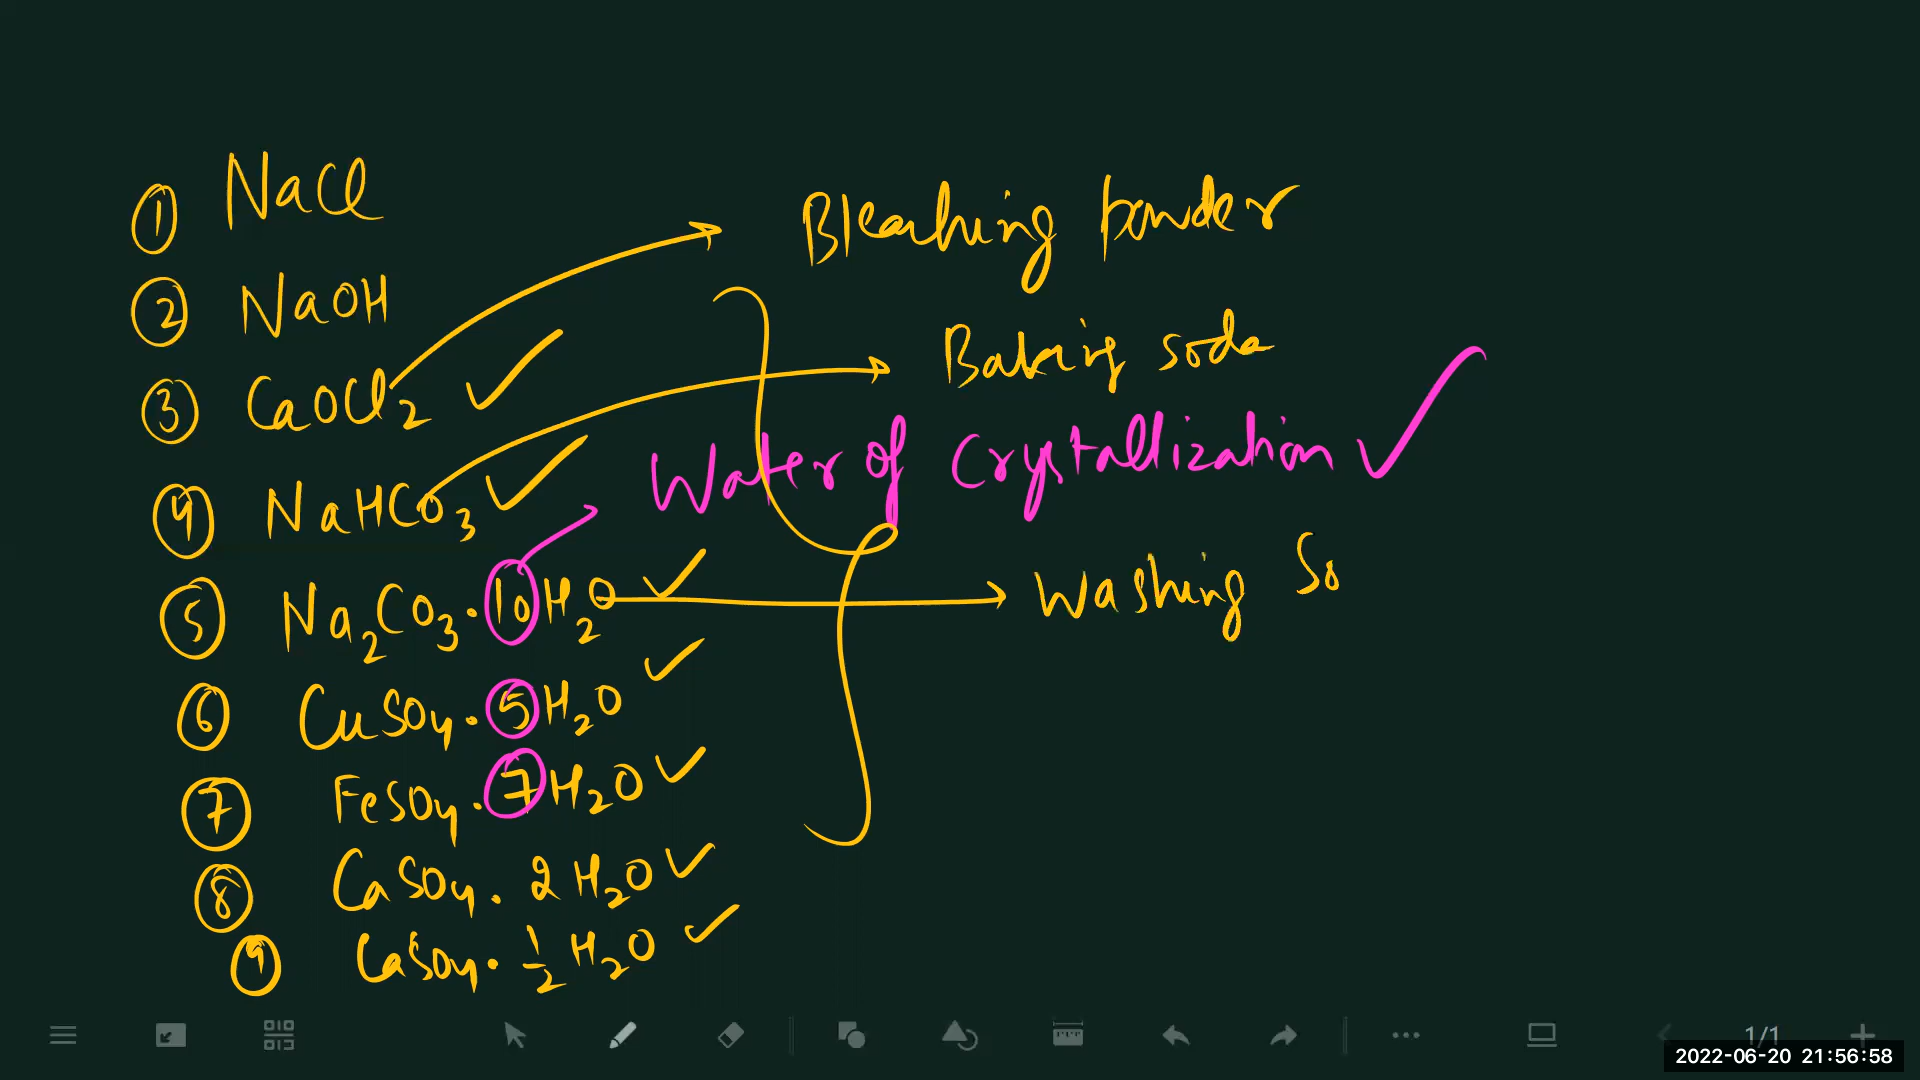 ① NaCl
② NaOH
③ CaOCl2
④ NaHCO3
⑤ Na2CO3·10H2O
⑥ CuSO4·5H2O
⑦ FeSO4·7H2O
⑧ CaSO4·2H2O
⑨ CaSO4·1/2H2O
Bleaching powder
Baking soda
Water of Crystallization
Washing So
1/1
2022-06-20 21:56:58